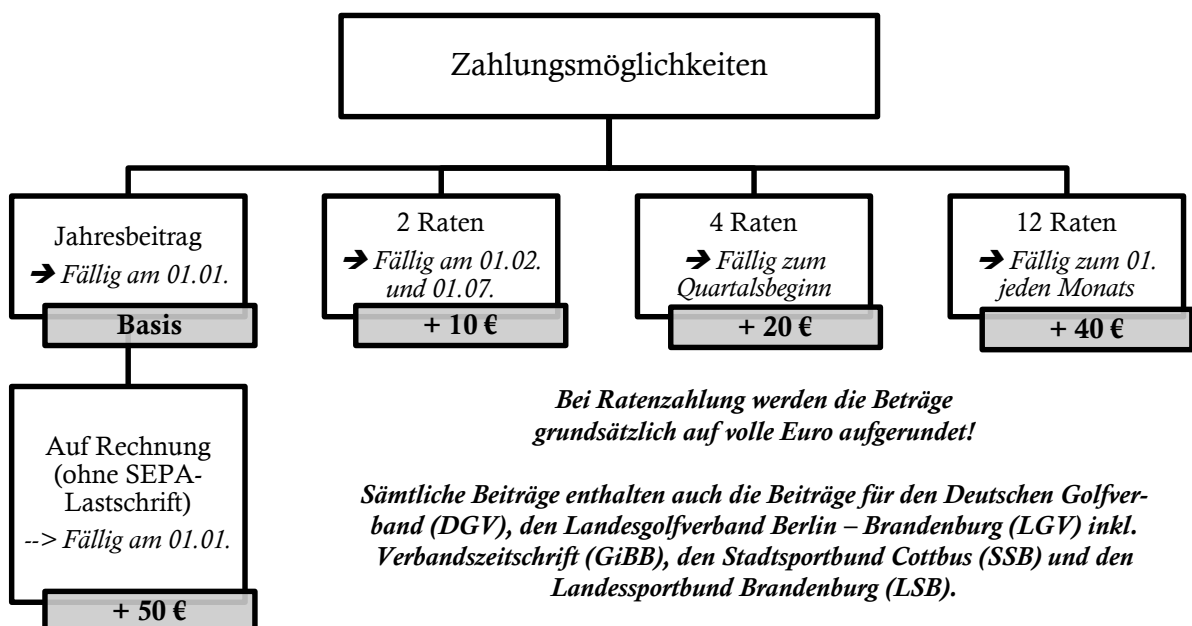 Zahlungsmöglichkeiten
Jahresbeitrag
➔ Fällig am 01.01.
Basis
2 Raten
➔ Fällig am 01.02.
und 01.07.
+ 10 €
4 Raten
➔ Fällig zum
Quartalsbeginn
+ 20 €
12 Raten
➔ Fällig zum 01.
jeden Monats
+ 40 €
Auf Rechnung
(ohne SEPA-
Lastschrift)
--> Fällig am 01.01.
+ 50 €
Bei Ratenzahlung werden die Beträge
grundsätzlich auf volle Euro aufgerundet!
Sämtliche Beiträge enthalten auch die Beiträge für den Deutschen Golfver-
band (DGV), den Landesgolfverband Berlin – Brandenburg (LGV) inkl.
Verbandszeitschrift (GiBB), den Stadtsportbund Cottbus (SSB) und den
Landessportbund Brandenburg (LSB).